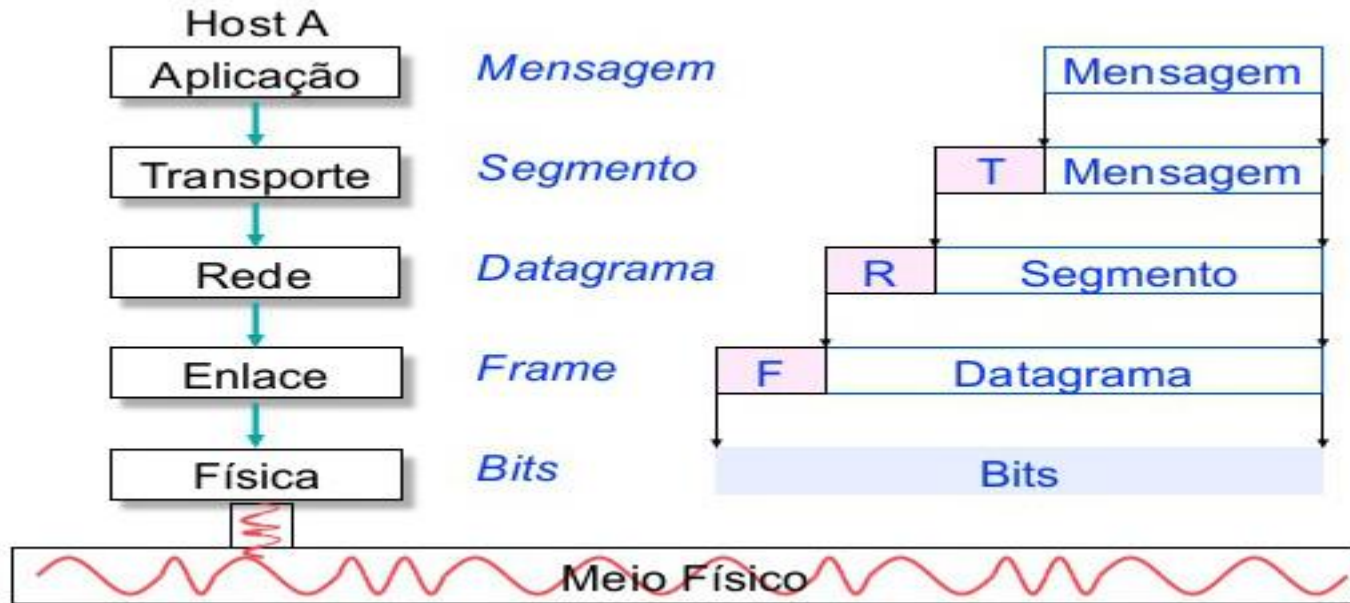 Host A
Aplicação Mensagem Mensagem
Transporte Segmento T Mensagem
Rede Datagrama R Segmento
Enlace Frame F Datagrama
Física Bits Bits
Meio Físico